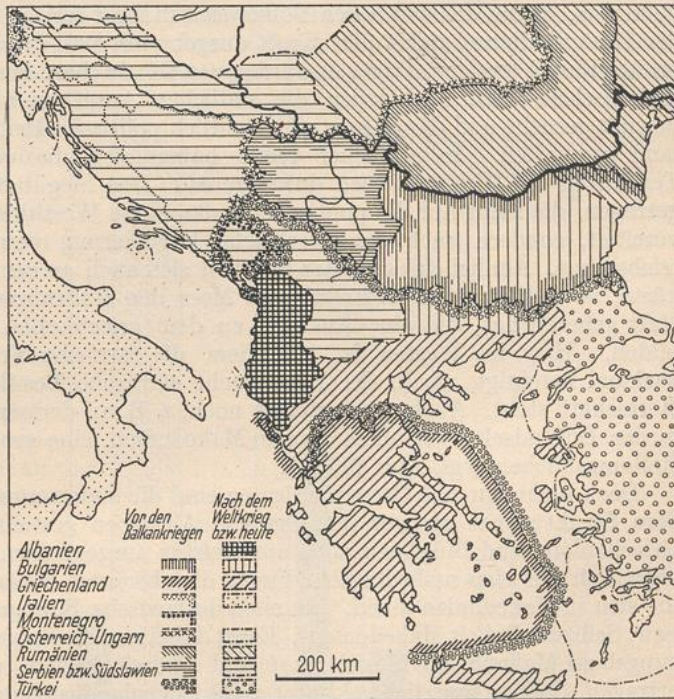 Vor den Balkankriegen
Nach dem Weltkrieg bzw. heute
Albanien
Bulgarien
Griechenland
Italien
Montenegro
Österreich-Ungarn
Rumänien
Serbien bzw. Südslawien
Türkei
200 km